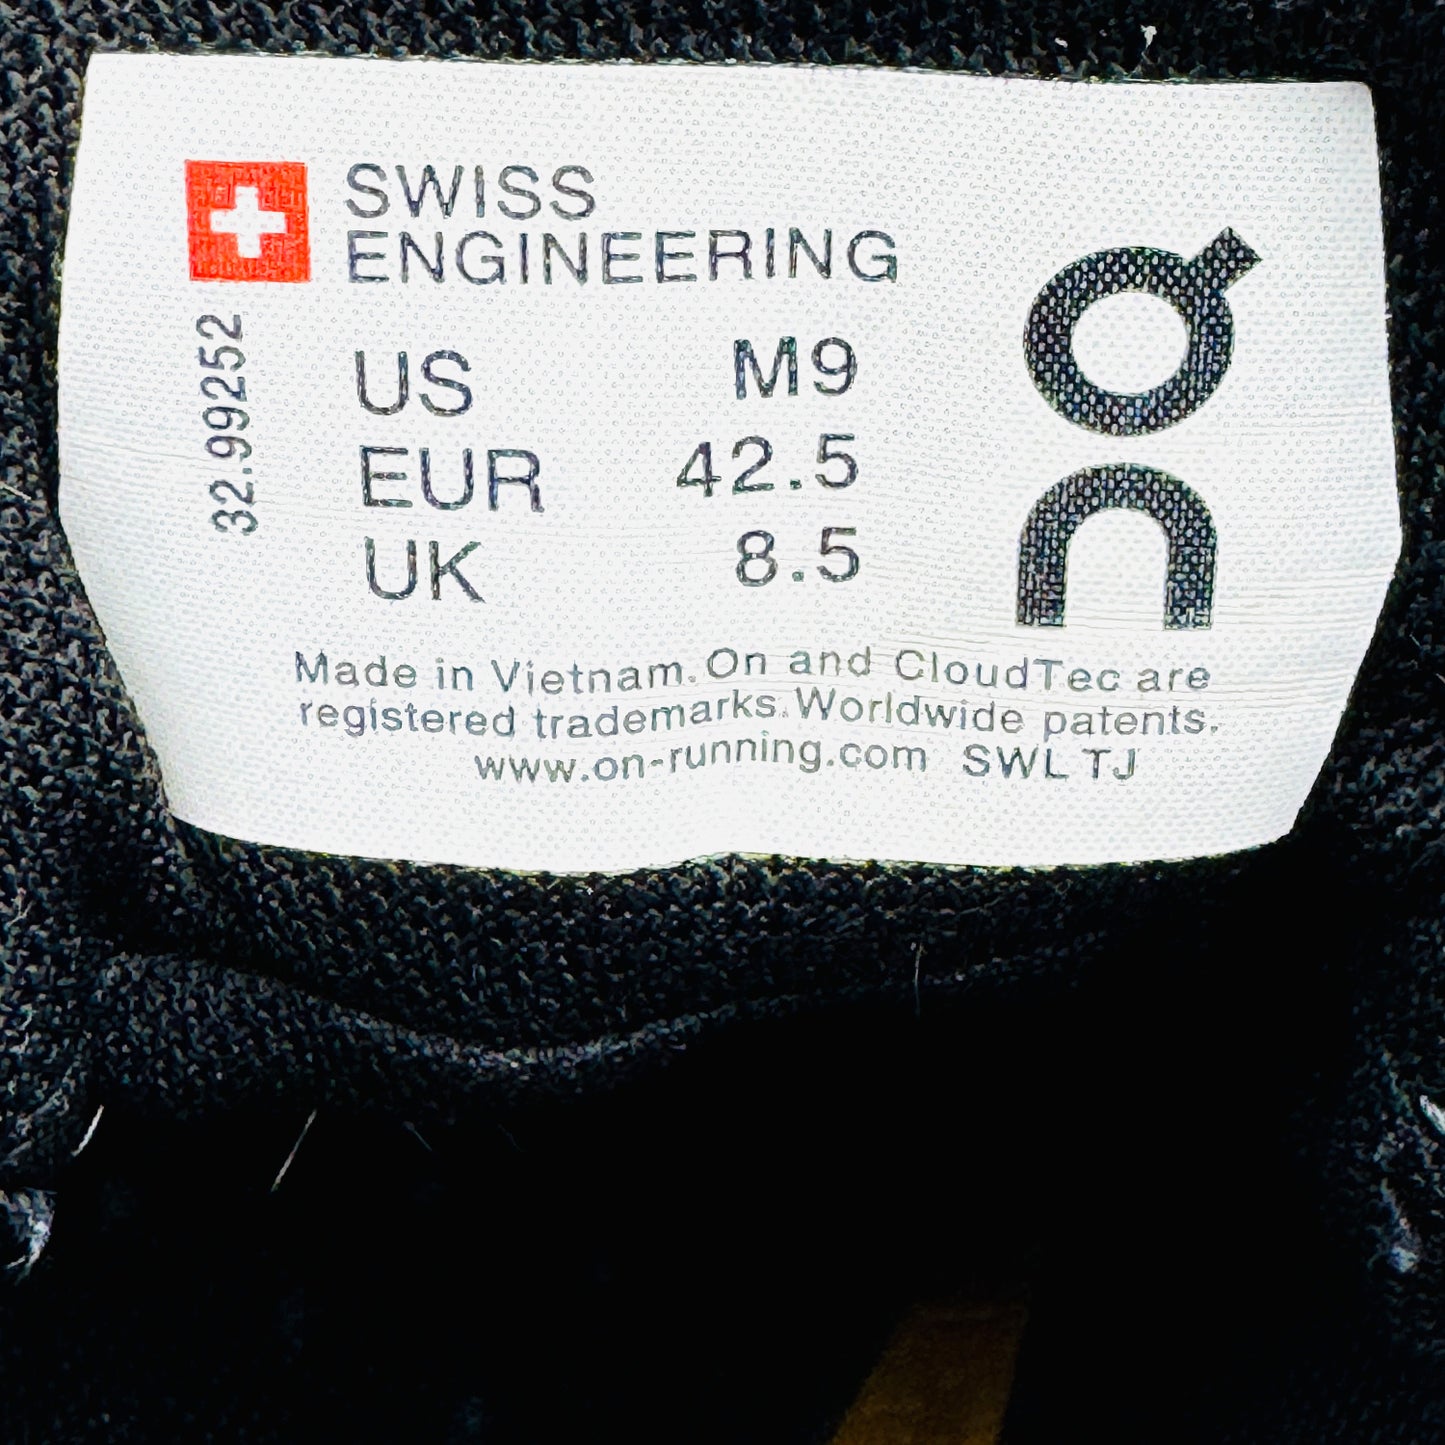 SWISS
ENGINEERING
32.99252
US M9
EUR 42.5
UK 8.5
On
Made in Vietnam. On and CloudTec are
registered trademarks. Worldwide patents.
www.on-running.com SWL TJ